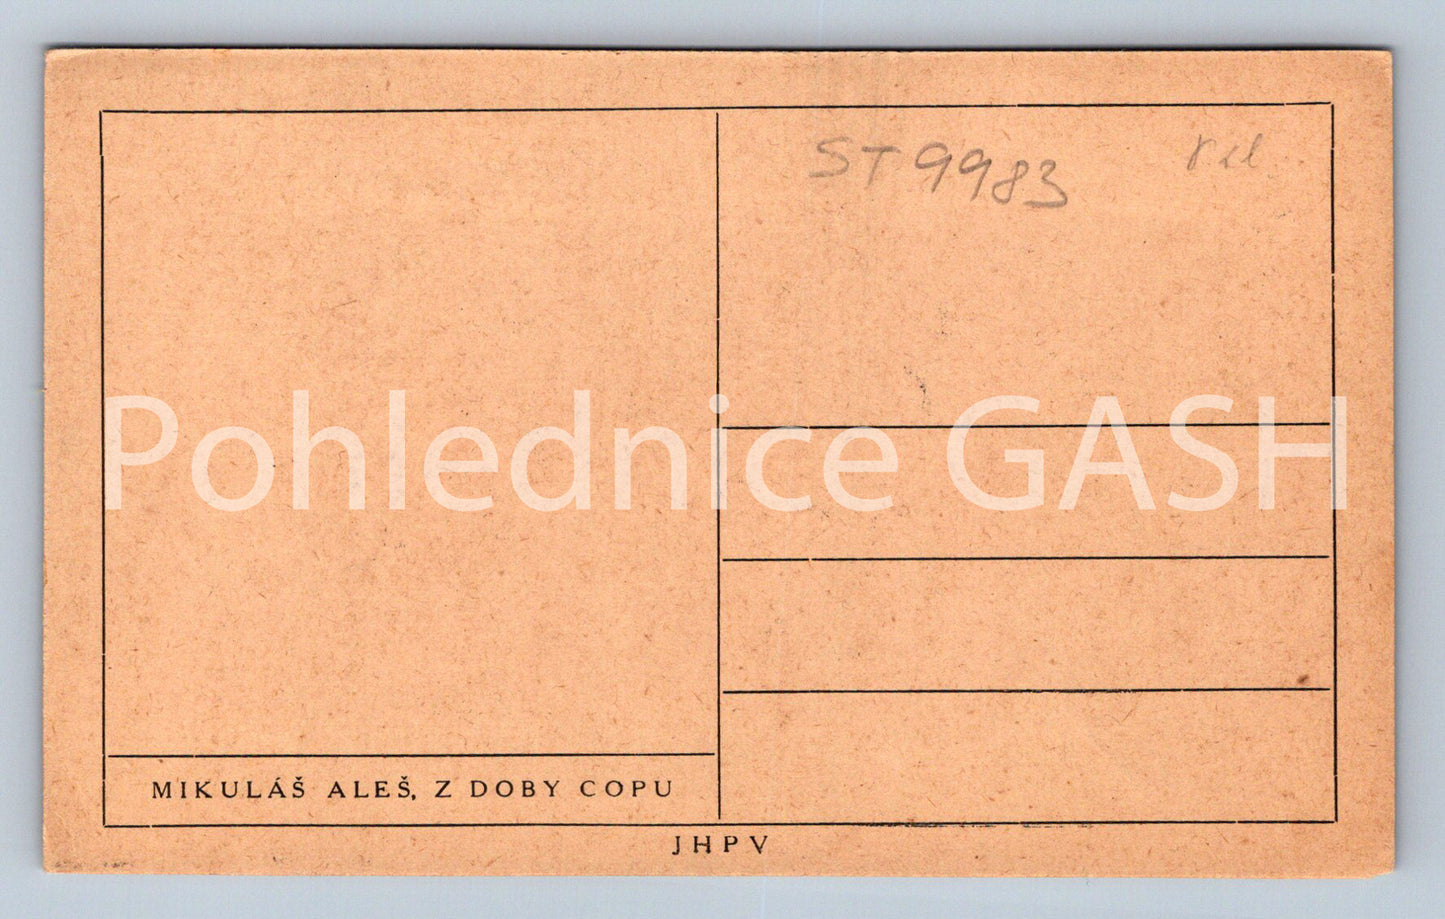 ST 9983
Pohlednice GASH
MIKULÁŠ ALEŠ, Z DOBY COPU
JHPV